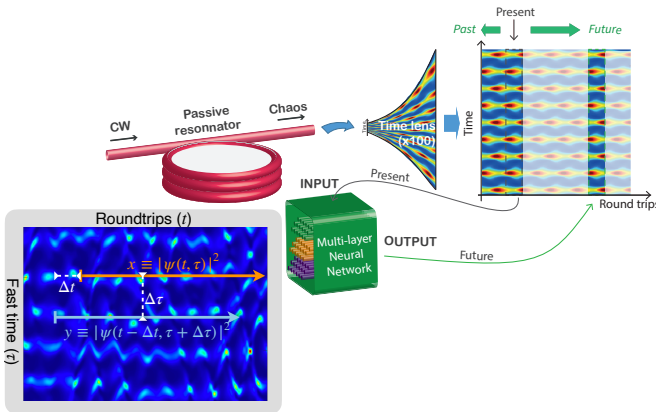 Present
Past
Future
CW
Passive
resonnator
Chaos
Time lens
(x100)
Time
Round trips
Present
INPUT
Multi-layer
Neural
Network
OUTPUT
Future
Roundtrips (t)
Fast time (τ)
x ≡ |ψ(t, τ)|²
Δt
Δτ
y ≡ |ψ(t − Δt, τ + Δτ)|²